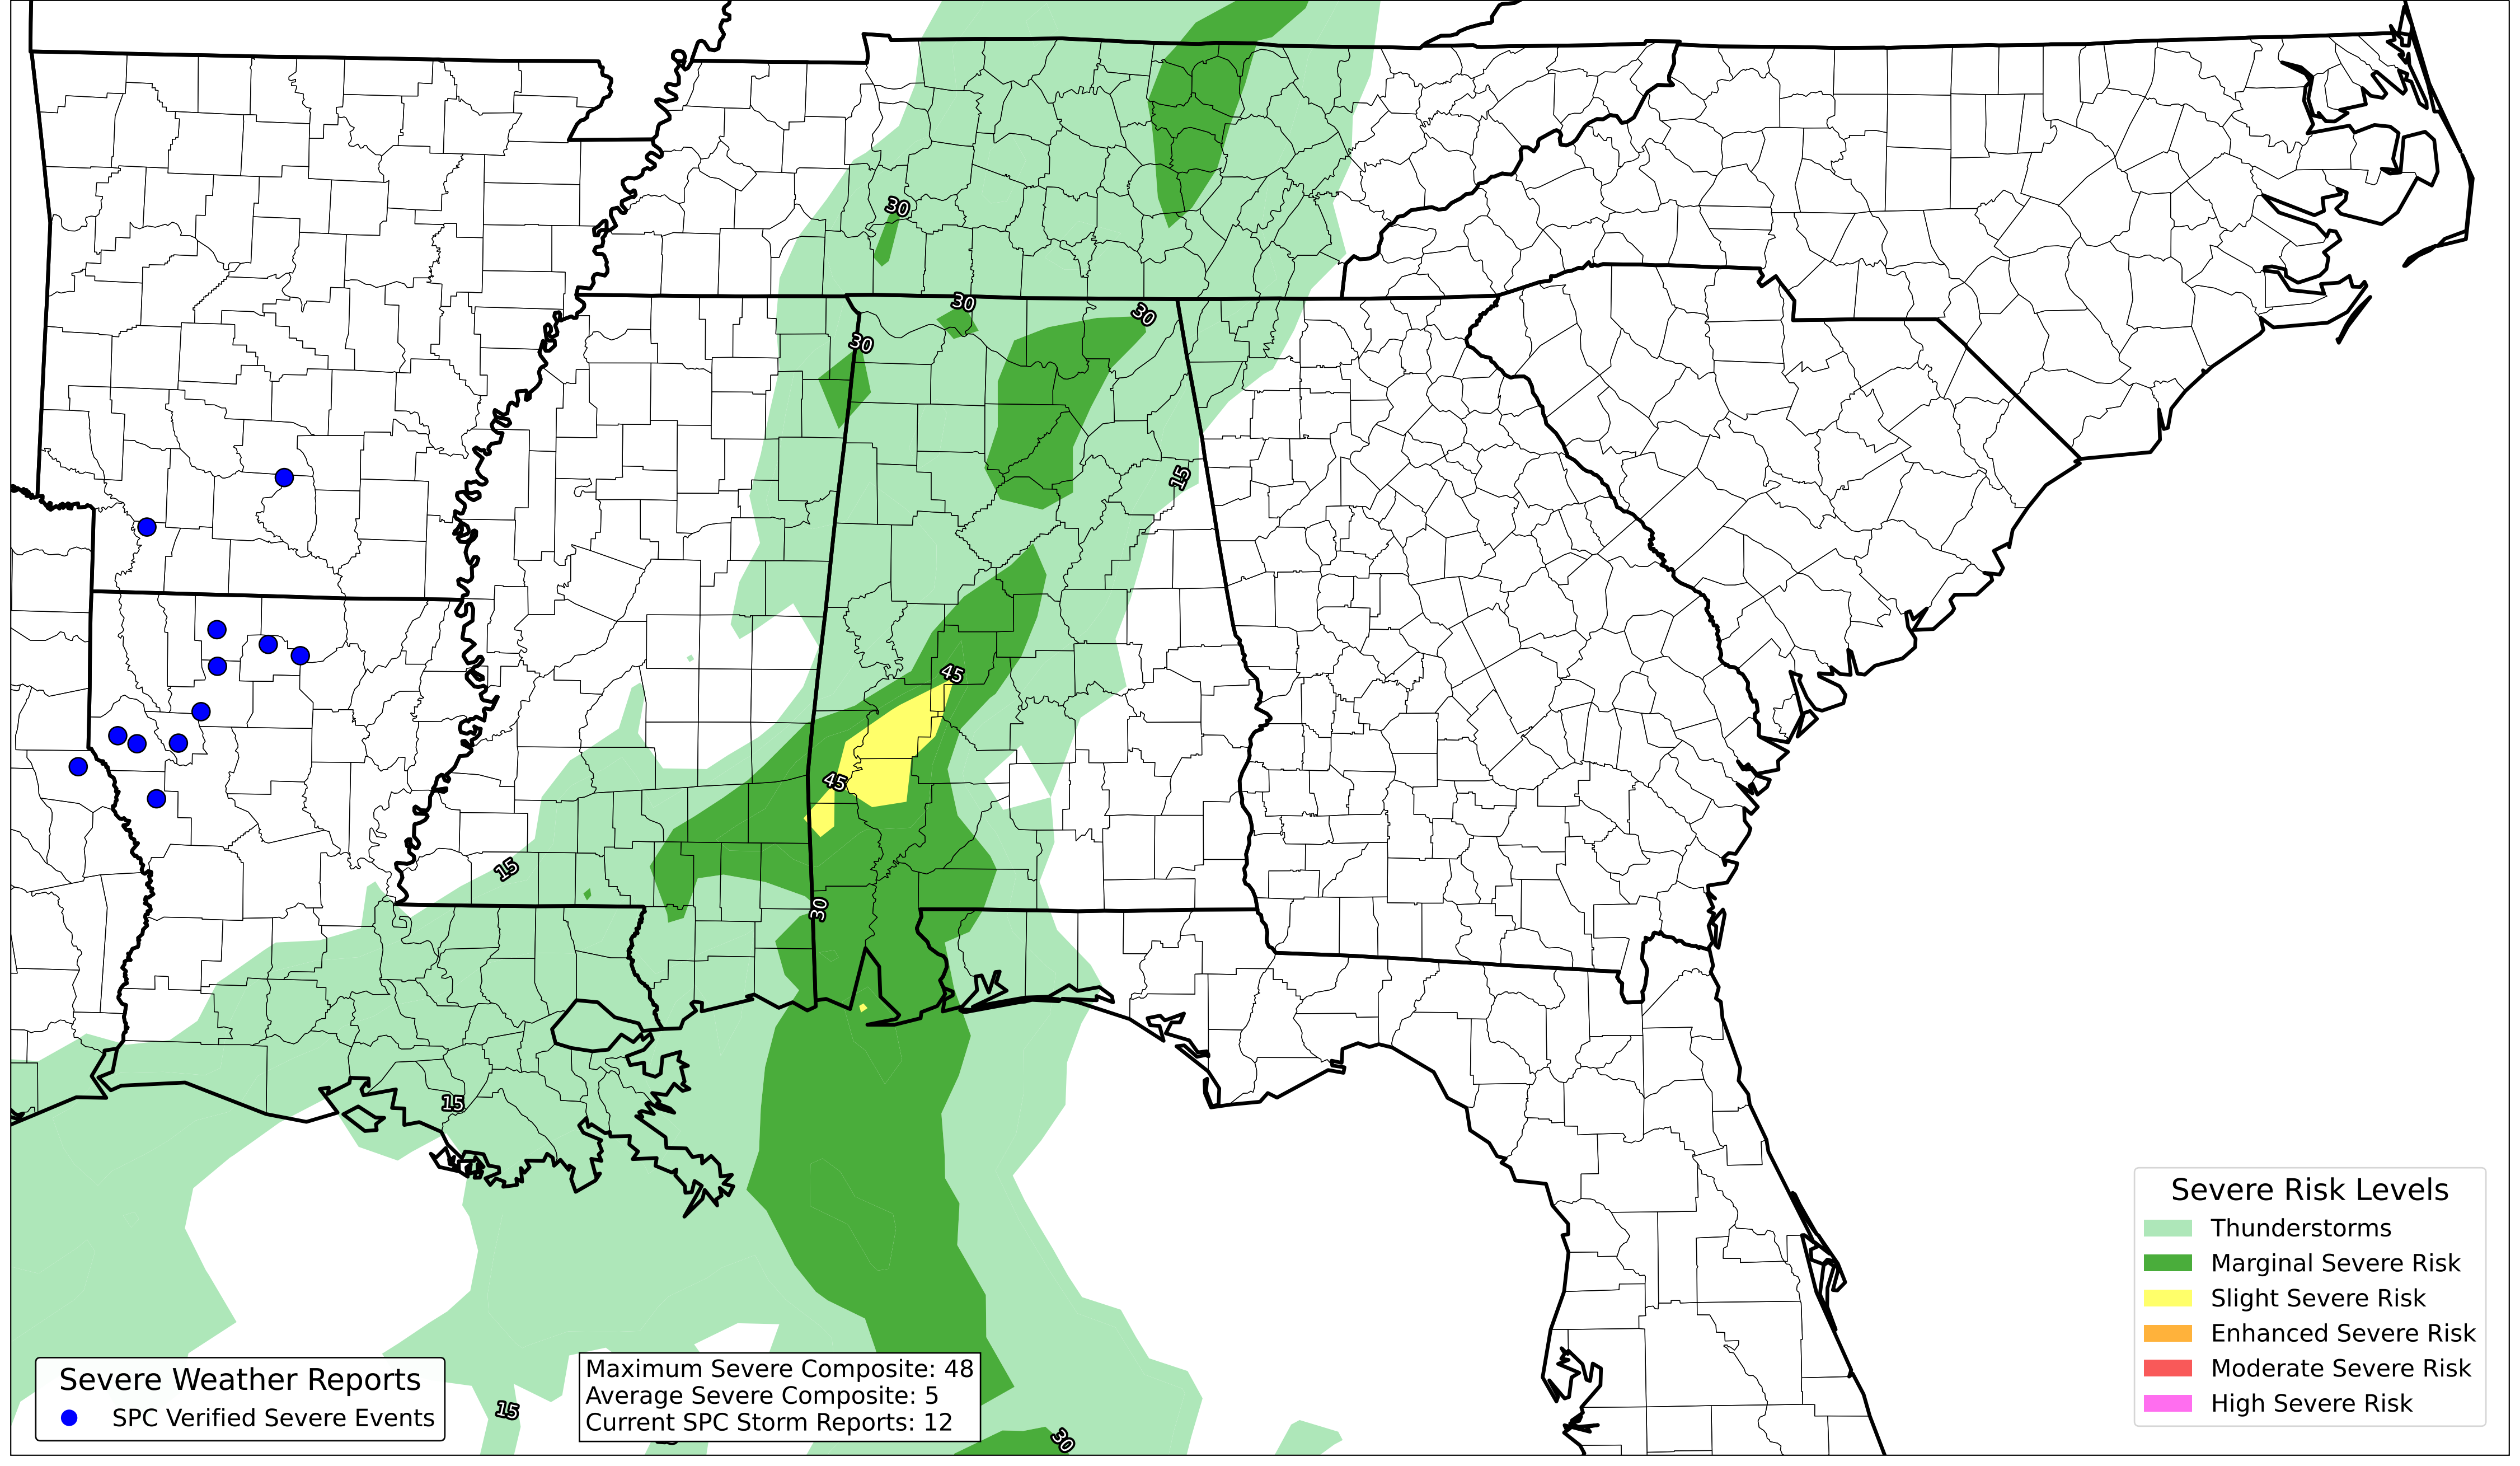 30
30
30
30
15
45
45
15
30
15
Severe Risk Levels
Thunderstorms
Marginal Severe Risk
Slight Severe Risk
Enhanced Severe Risk
Moderate Severe Risk
High Severe Risk
Severe Weather Reports
SPC Verified Severe Events
15
Maximum Severe Composite: 48
Average Severe Composite: 5
Current SPC Storm Reports: 12
30